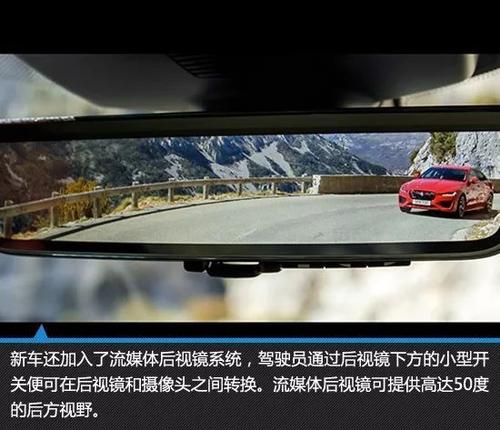 新车还加入了流媒体后视镜系统，驾驶员通过后视镜下方的小型开
关便可在后视镜和摄像头之间转换。流媒体后视镜可提供高达50度
的后方视野。